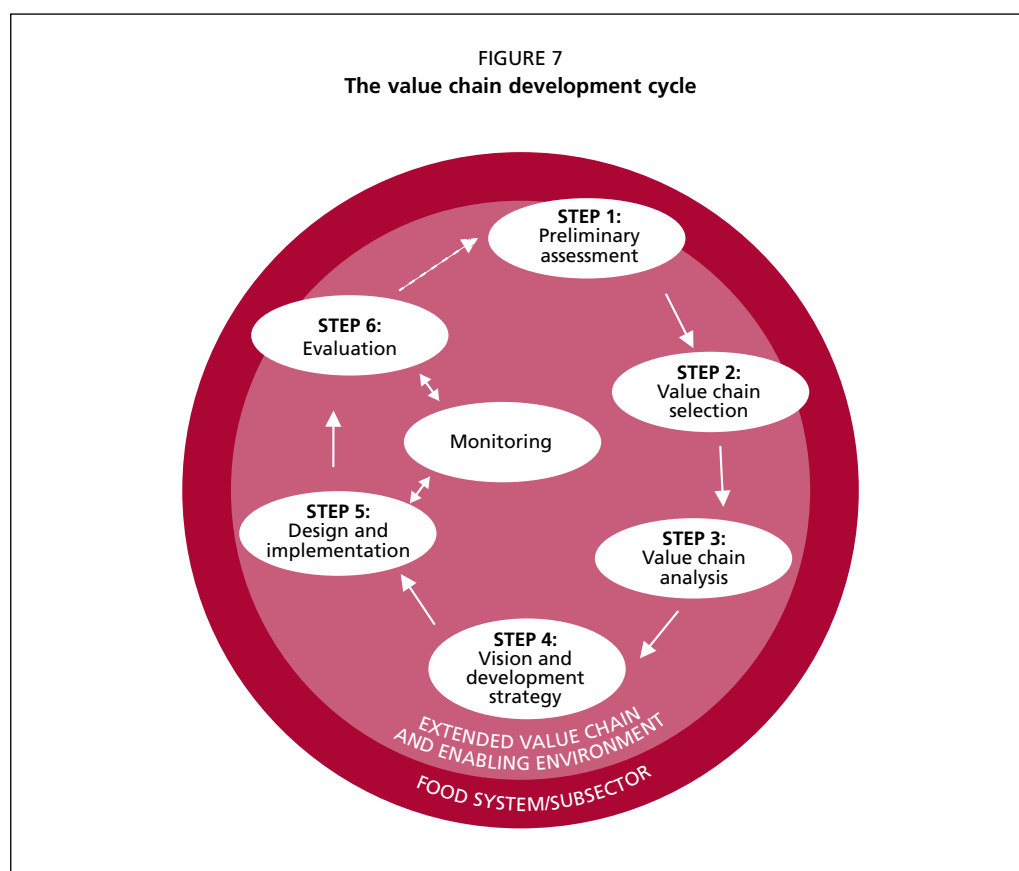 FIGURE 7
The value chain development cycle
STEP 1:
Preliminary
assessment
STEP 2:
Value chain
selection
STEP 3:
Value chain
analysis
STEP 4:
Vision and
development
strategy
STEP 5:
Design and
implementation
STEP 6:
Evaluation
Monitoring
EXTENDED VALUE CHAIN
AND ENABLING ENVIRONMENT
FOOD SYSTEM/SUBSECTOR